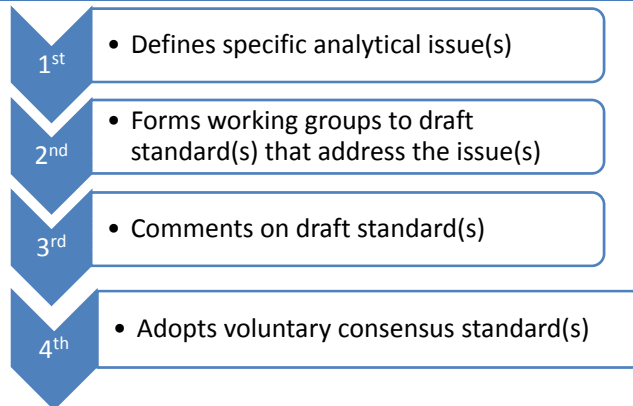 1st
• Defines specific analytical issue(s)
2nd
• Forms working groups to draft
standard(s) that address the issue(s)
3rd
• Comments on draft standard(s)
4th
• Adopts voluntary consensus standard(s)